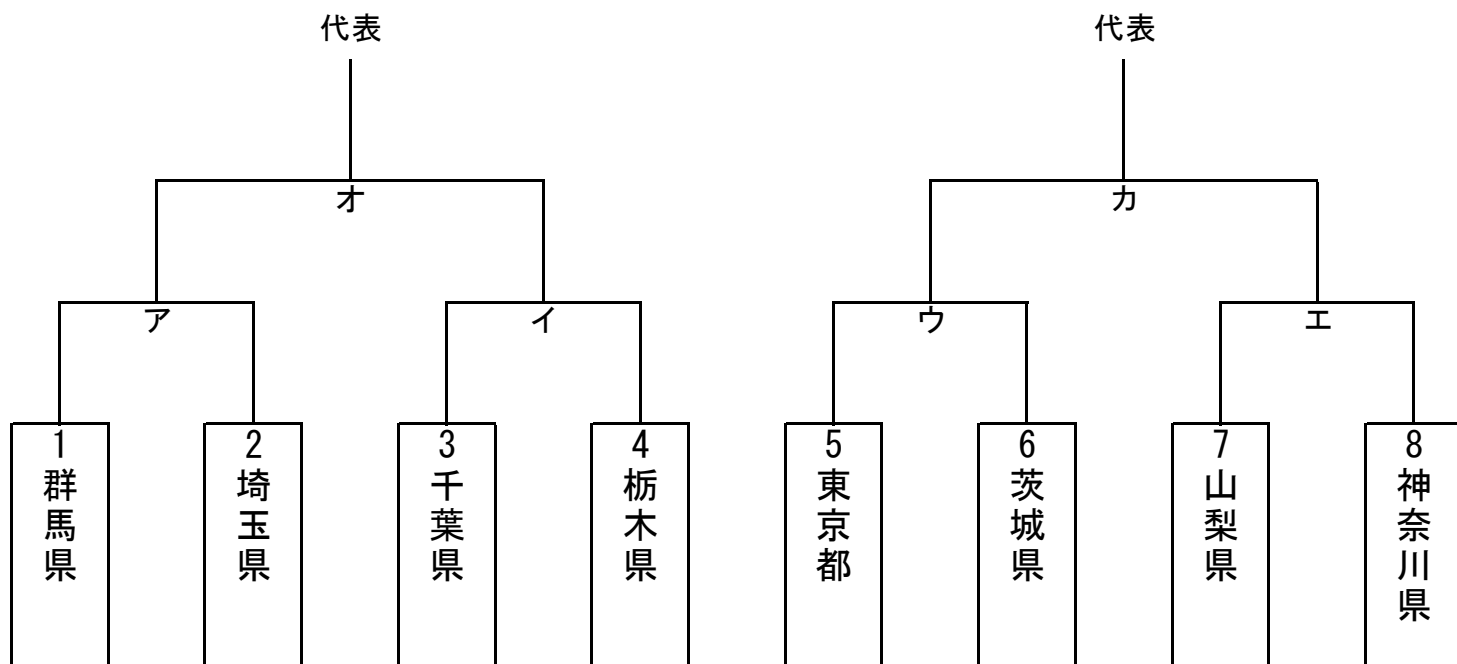 代表
代表
オ
カ
ア
イ
ウ
エ
1
群馬県
2
埼玉県
3
千葉県
4
栃木県
5
東京都
6
茨城県
7
山梨県
8
神奈川県